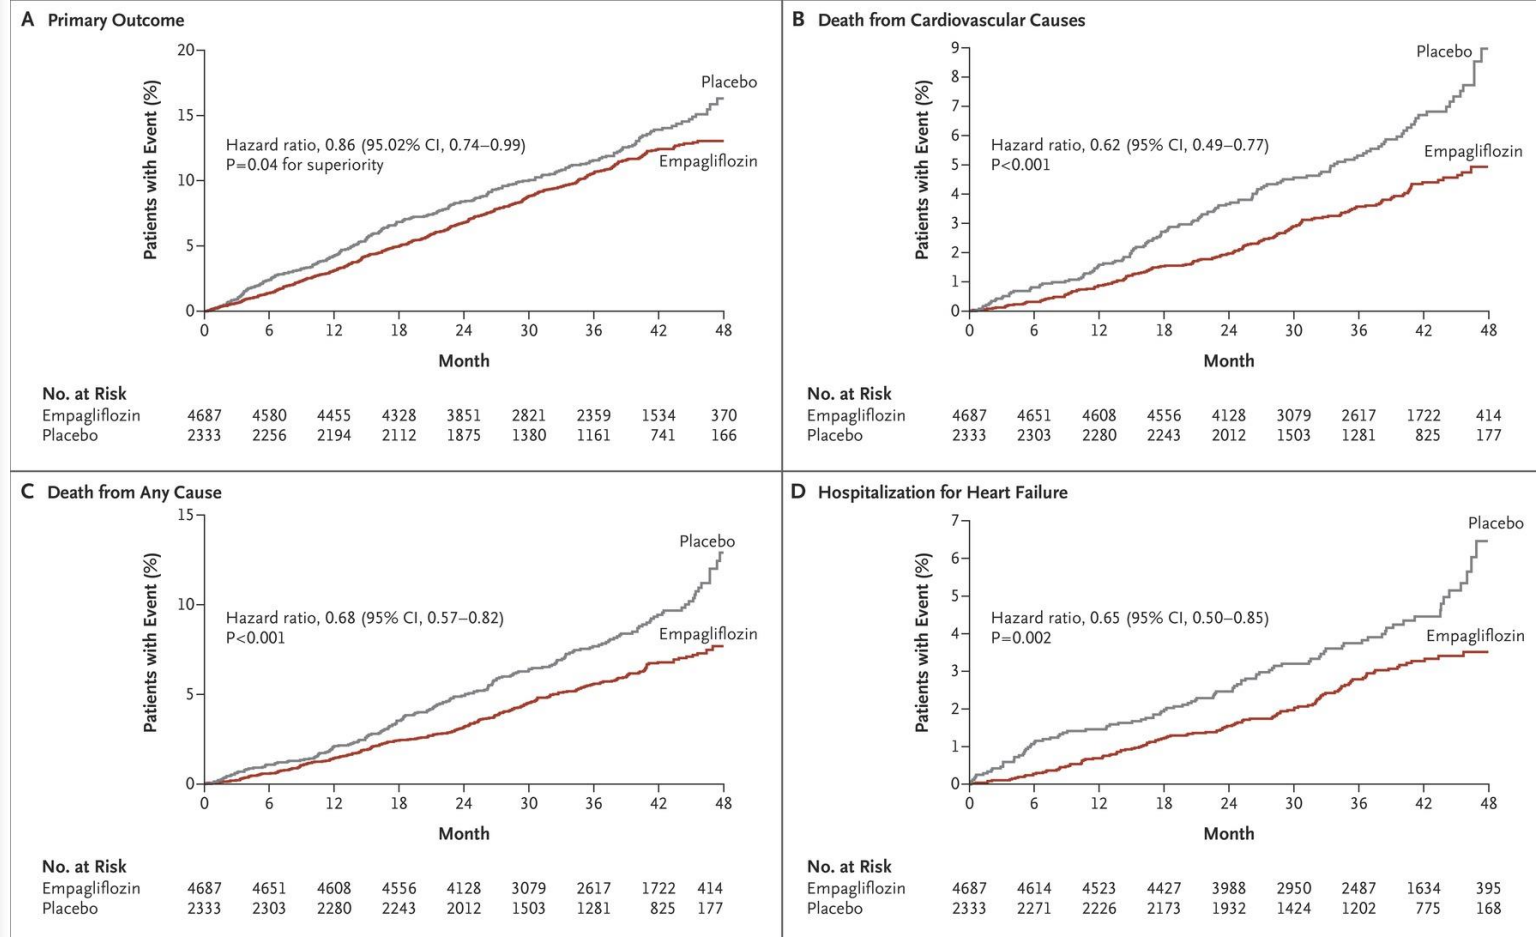 A Primary Outcome
20
15
10
5
0
Patients with Event (%)
Placebo
Hazard ratio, 0.86 (95.02% CI, 0.74–0.99)
P=0.04 for superiority
Empagliflozin
0 6 12 18 24 30 36 42 48
Month
No. at Risk
Empagliflozin 4687 4580 4455 4328 3851 2821 2359 1534 370
Placebo 2333 2256 2194 2112 1875 1380 1161 741 166
B Death from Cardiovascular Causes
9
8
7
6
5
4
3
2
1
0
Patients with Event (%)
Placebo
Hazard ratio, 0.62 (95% CI, 0.49–0.77)
P<0.001
Empagliflozin
0 6 12 18 24 30 36 42 48
Month
No. at Risk
Empagliflozin 4687 4651 4608 4556 4128 3079 2617 1722 414
Placebo 2333 2303 2280 2243 2012 1503 1281 825 177
C Death from Any Cause
15
10
5
0
Patients with Event (%)
Placebo
Hazard ratio, 0.68 (95% CI, 0.57–0.82)
P<0.001
Empagliflozin
0 6 12 18 24 30 36 42 48
Month
No. at Risk
Empagliflozin 4687 4651 4608 4556 4128 3079 2617 1722 414
Placebo 2333 2303 2280 2243 2012 1503 1281 825 177
D Hospitalization for Heart Failure
7
6
5
4
3
2
1
0
Patients with Event (%)
Placebo
Hazard ratio, 0.65 (95% CI, 0.50–0.85)
P=0.002
Empagliflozin
0 6 12 18 24 30 36 42 48
Month
No. at Risk
Empagliflozin 4687 4614 4523 4427 3988 2950 2487 1634 395
Placebo 2333 2271 2226 2173 1932 1424 1202 775 168